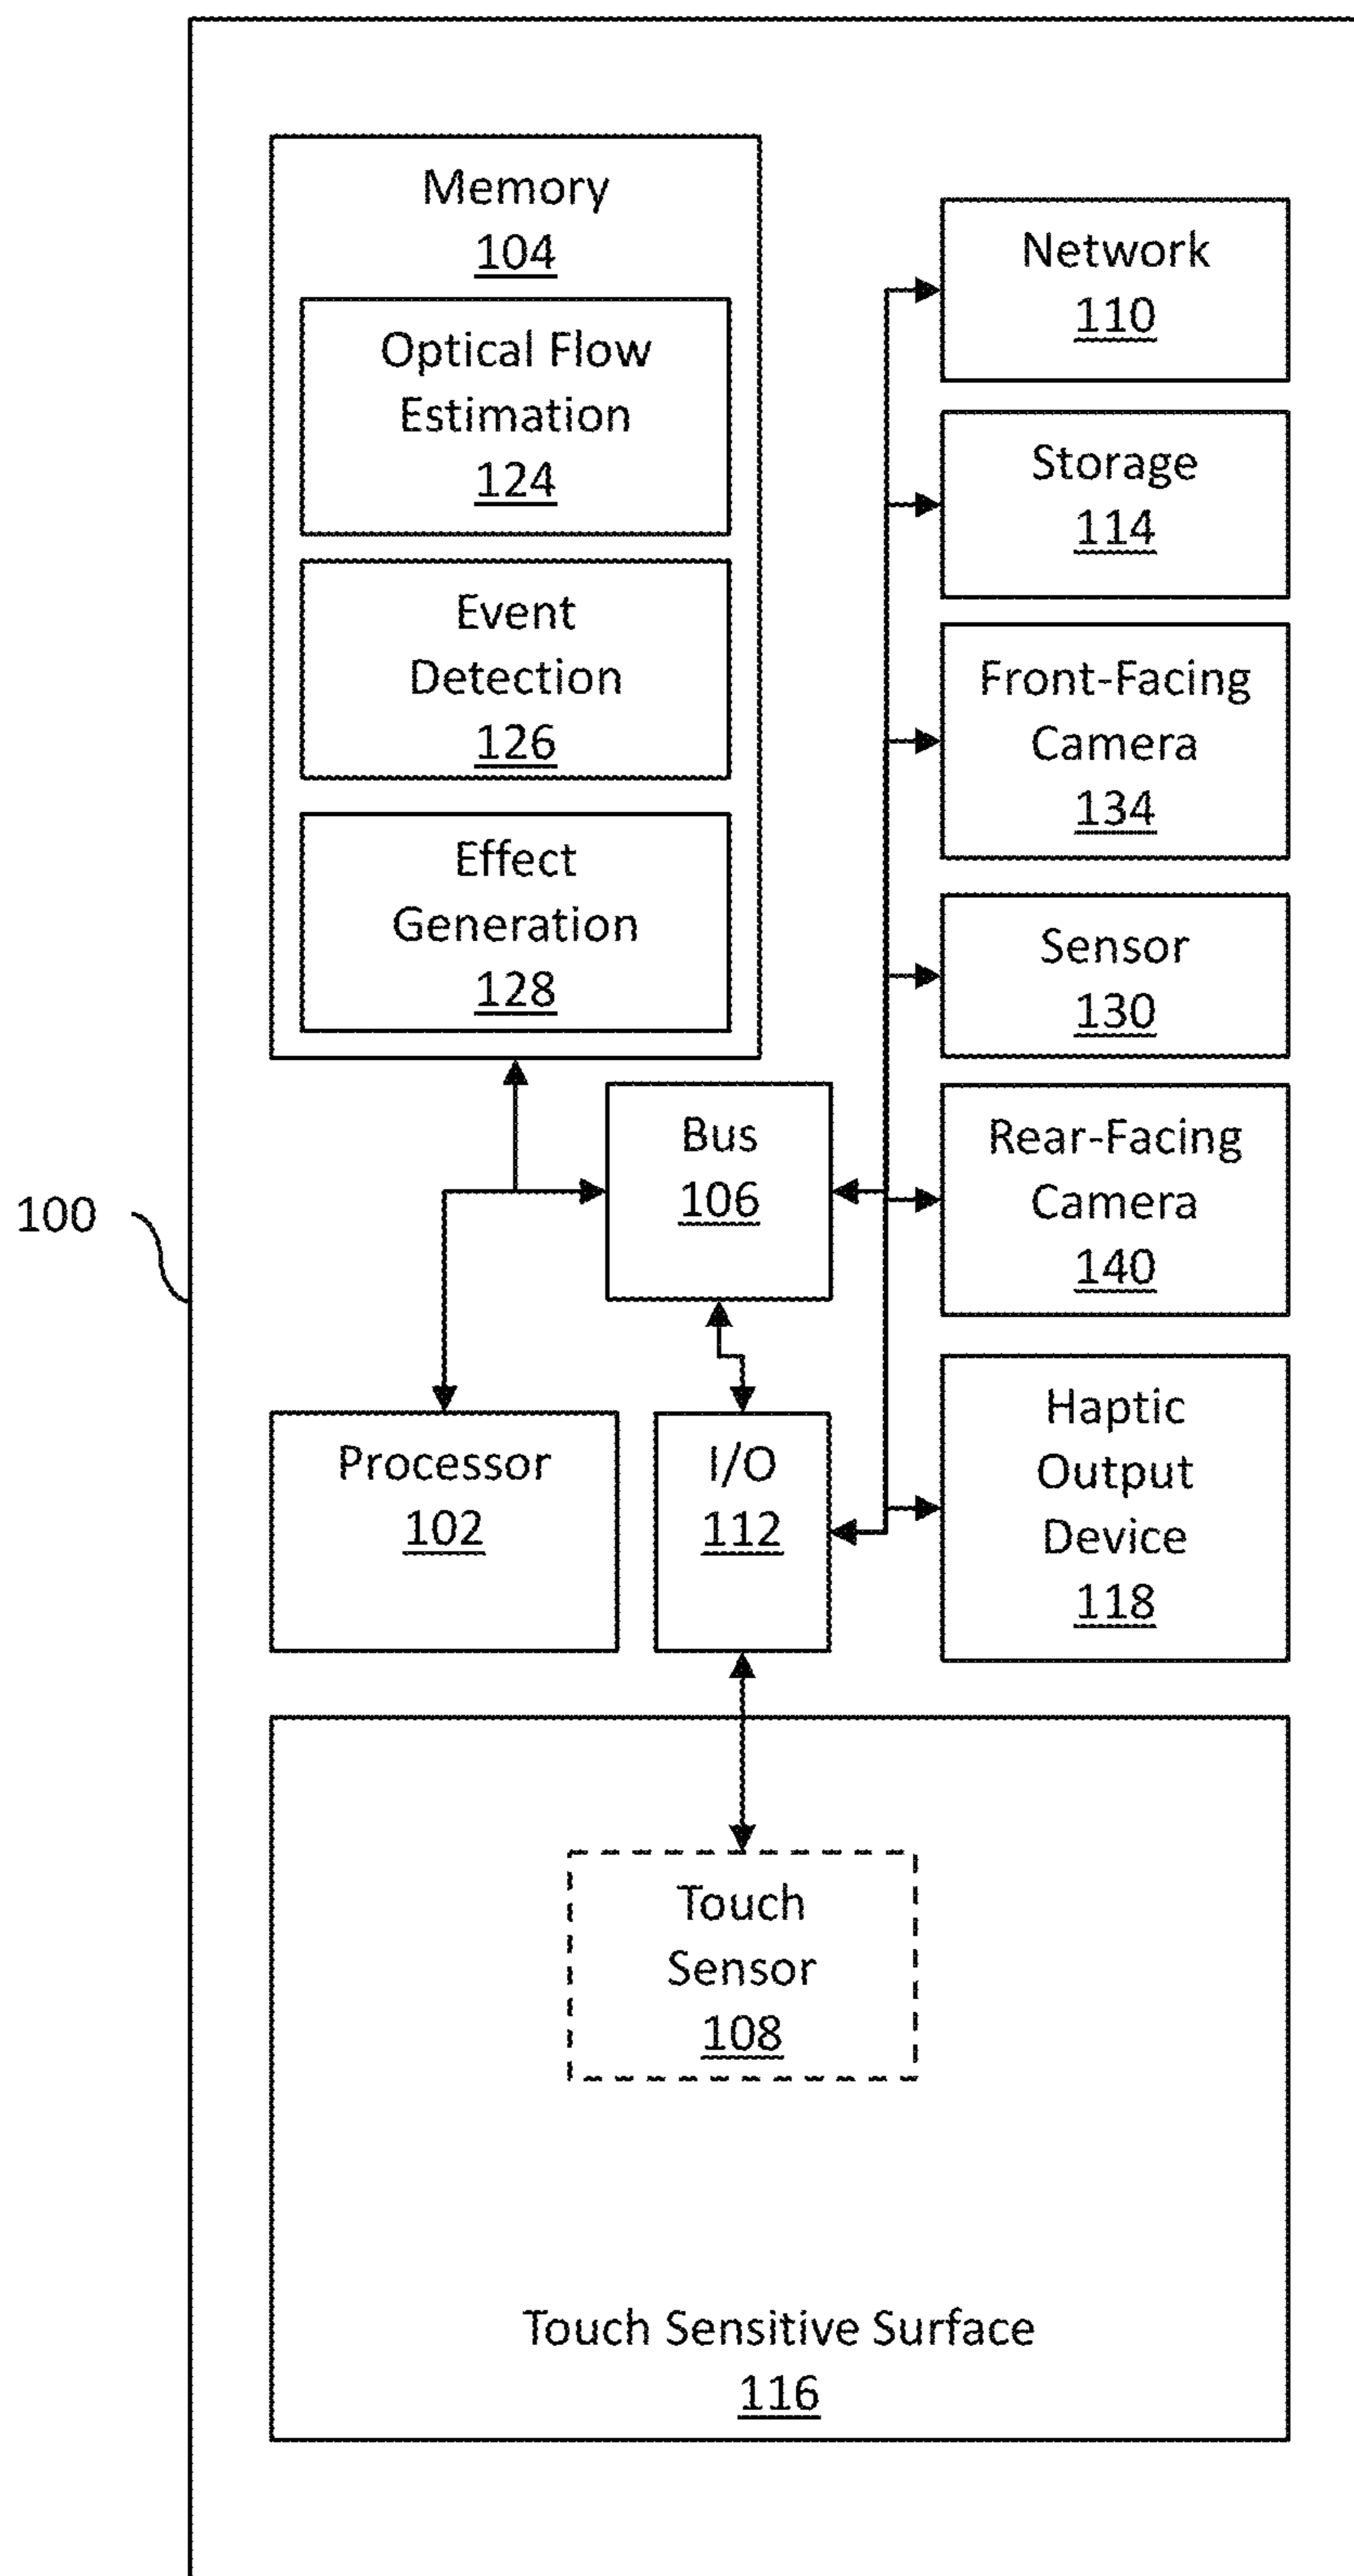 Memory
104
Optical Flow
Estimation
124
Event
Detection
126
Effect
Generation
128
Network
110
Storage
114
Front-Facing
Camera
134
Sensor
130
Rear-Facing
Camera
140
Bus
106
100
Processor
102
I/O
112
Haptic
Output
Device
118
Touch
Sensor
108
Touch Sensitive Surface
116